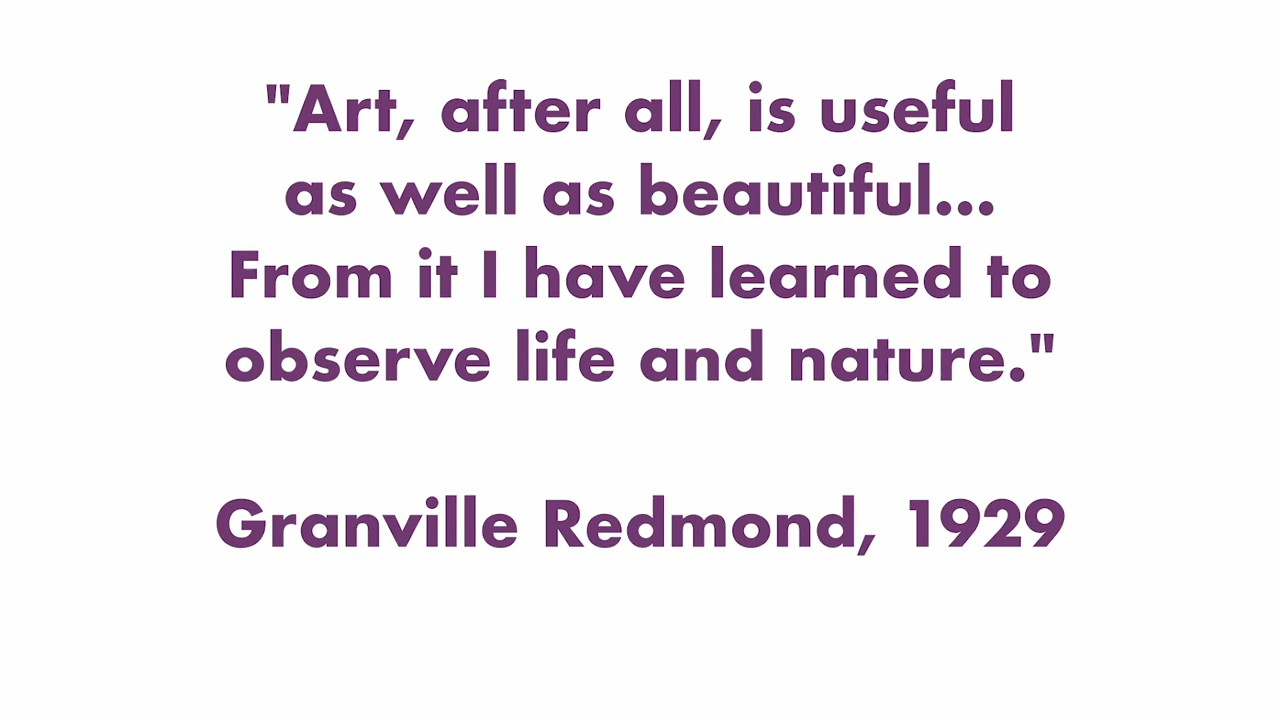 "Art, after all, is useful
as well as beautiful...
From it I have learned to
observe life and nature."
Granville Redmond, 1929